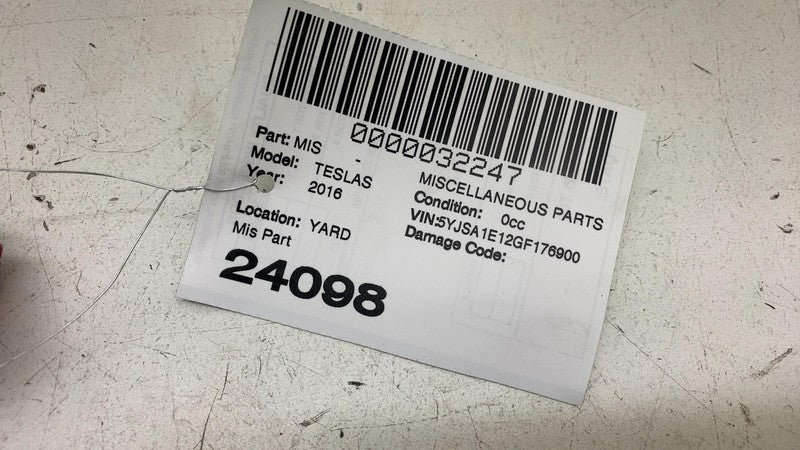 0000032247
Part: MIS - MISCELLANEOUS PARTS
Model: TESLAS Condition: 0cc
Year: 2016 VIN:5YJSA1E12GF176900
Damage Code:
Location: YARD
Mis Part
24098